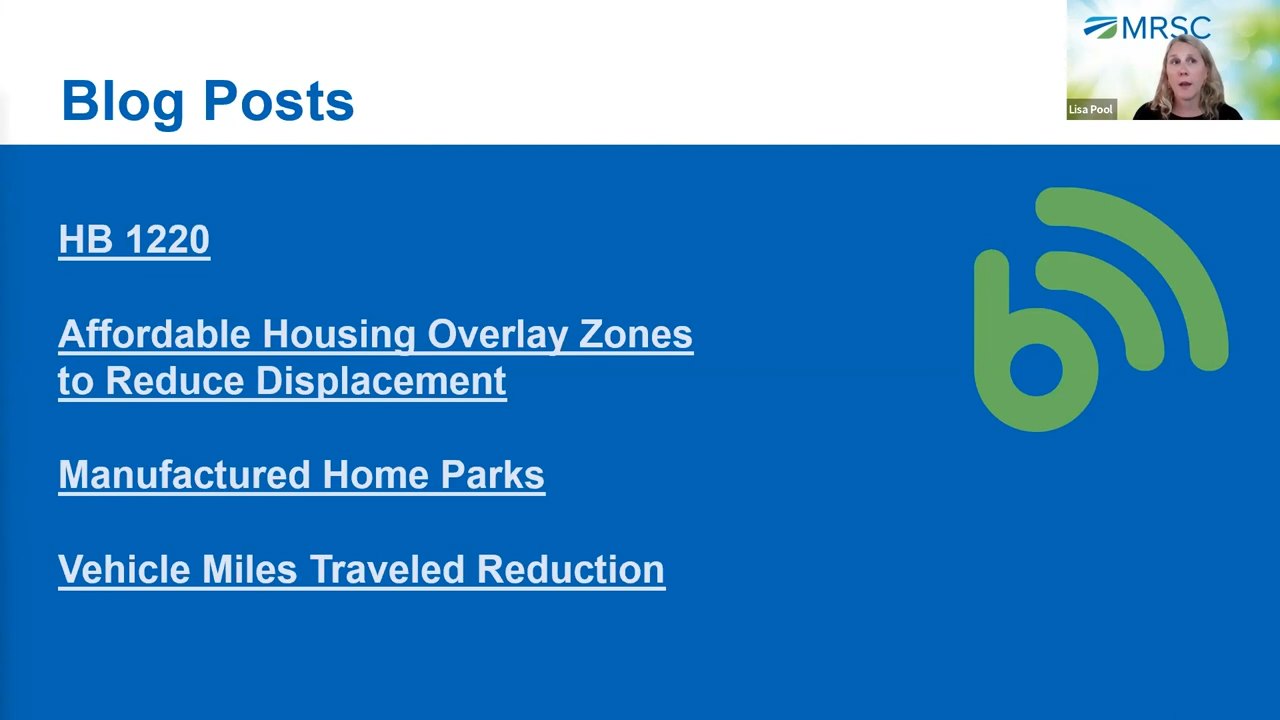 MRSC
Lisa Pool
Blog Posts
HB 1220
Affordable Housing Overlay Zones
to Reduce Displacement
Manufactured Home Parks
Vehicle Miles Traveled Reduction